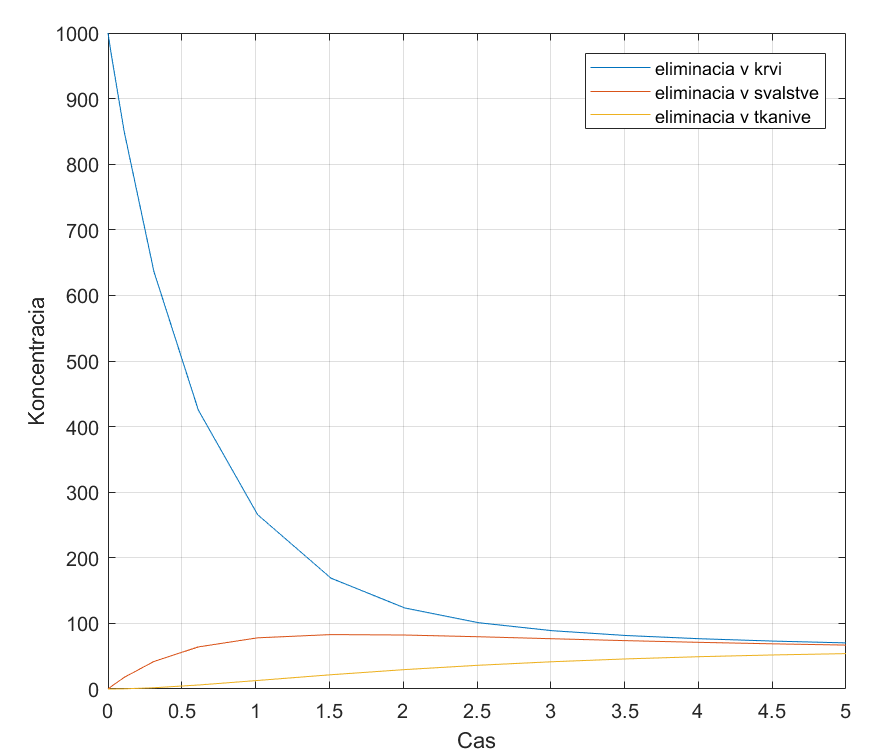 1000
900
800
700
600
500
400
300
200
100
0
Koncentracia
eliminacia v krvi
eliminacia v svalstve
eliminacia v tkanive
0 0.5 1 1.5 2 2.5 3 3.5 4 4.5 5
Cas